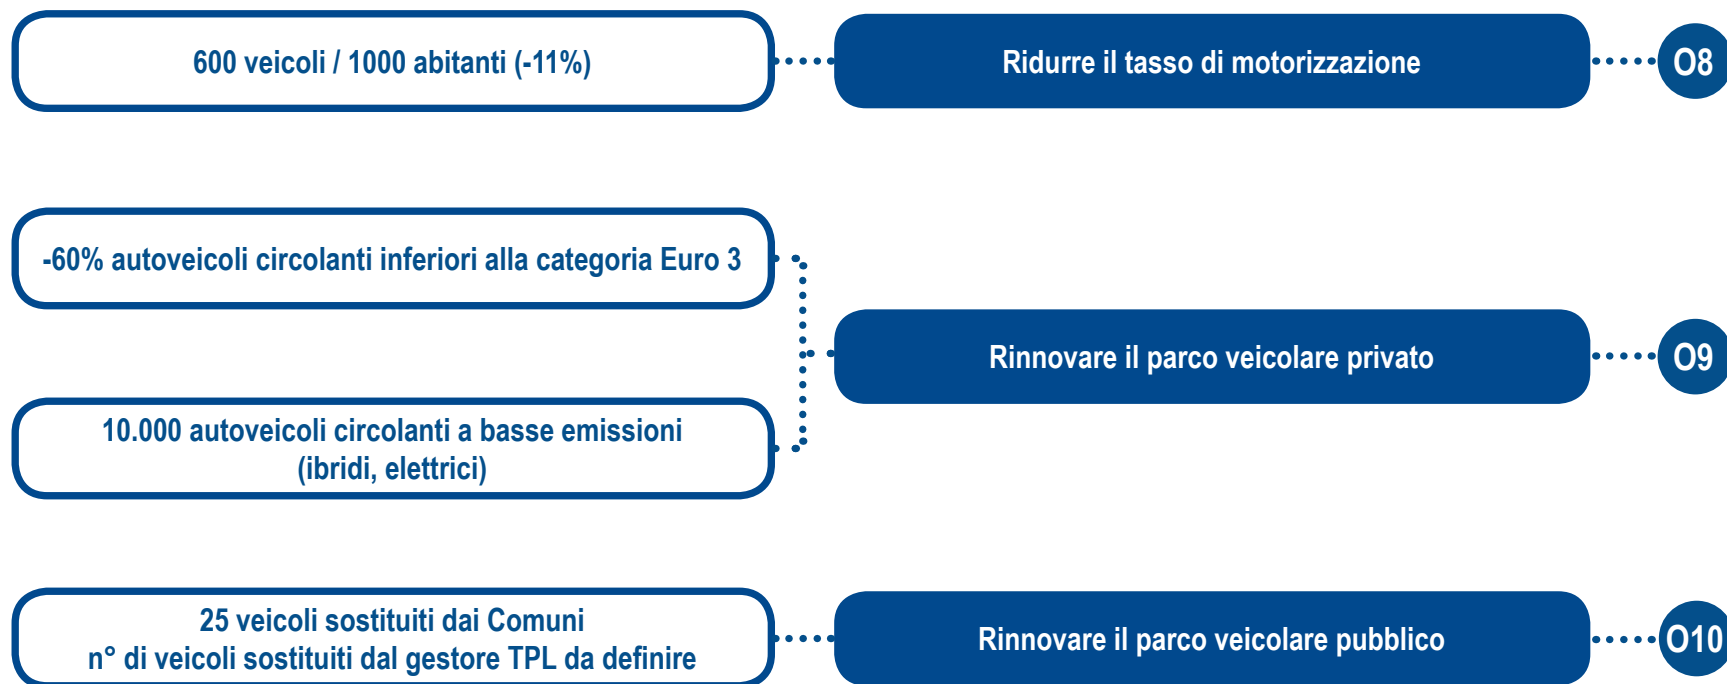 600 veicoli / 1000 abitanti (-11%)
Ridurre il tasso di motorizzazione
O8
-60% autoveicoli circolanti inferiori alla categoria Euro 3
Rinnovare il parco veicolare privato
O9
10.000 autoveicoli circolanti a basse emissioni
(ibridi, elettrici)
25 veicoli sostituiti dai Comuni
n° di veicoli sostituiti dal gestore TPL da definire
Rinnovare il parco veicolare pubblico
O10